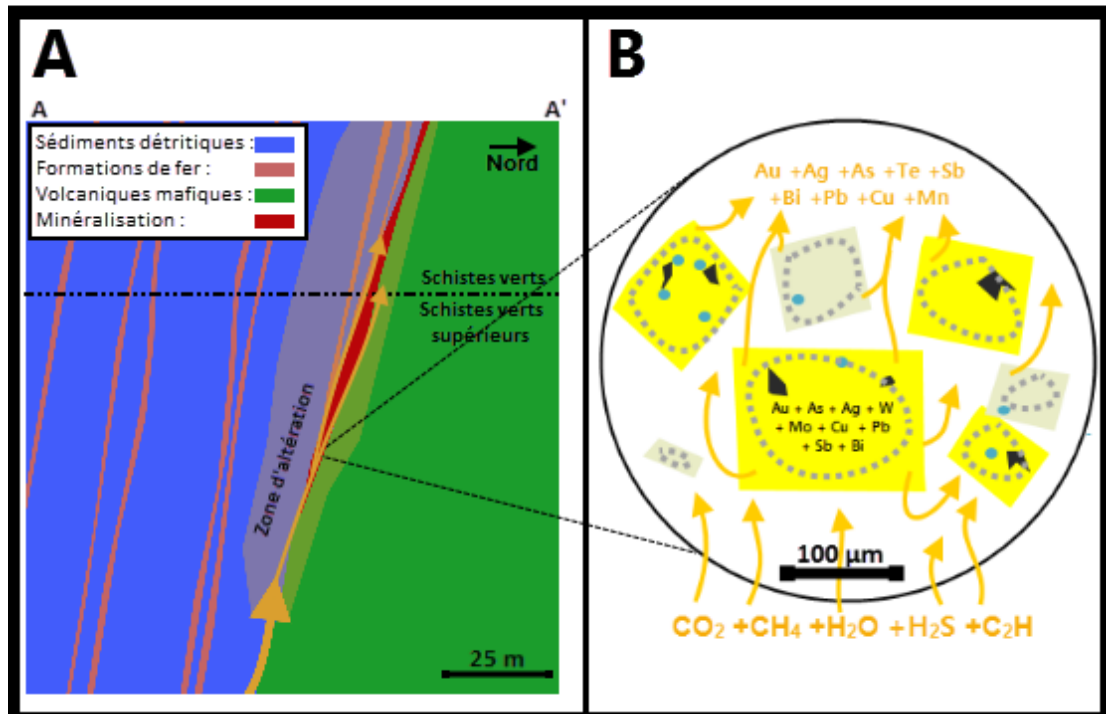 A
A
A'
Sédiments détritiques :
Formations de fer :
Volcaniques mafiques :
Minéralisation :
Nord
Schistes verts
Schistes verts
supérieurs
Zone d'altération
25 m
B
Au +Ag +As +Te +Sb
+Bi +Pb +Cu +Mn
Au + As + Ag + W
+ Mo + Cu + Pb
+ Sb + Bi
100 µm
CO₂ +CH₄ +H₂O +H₂S +C₂H